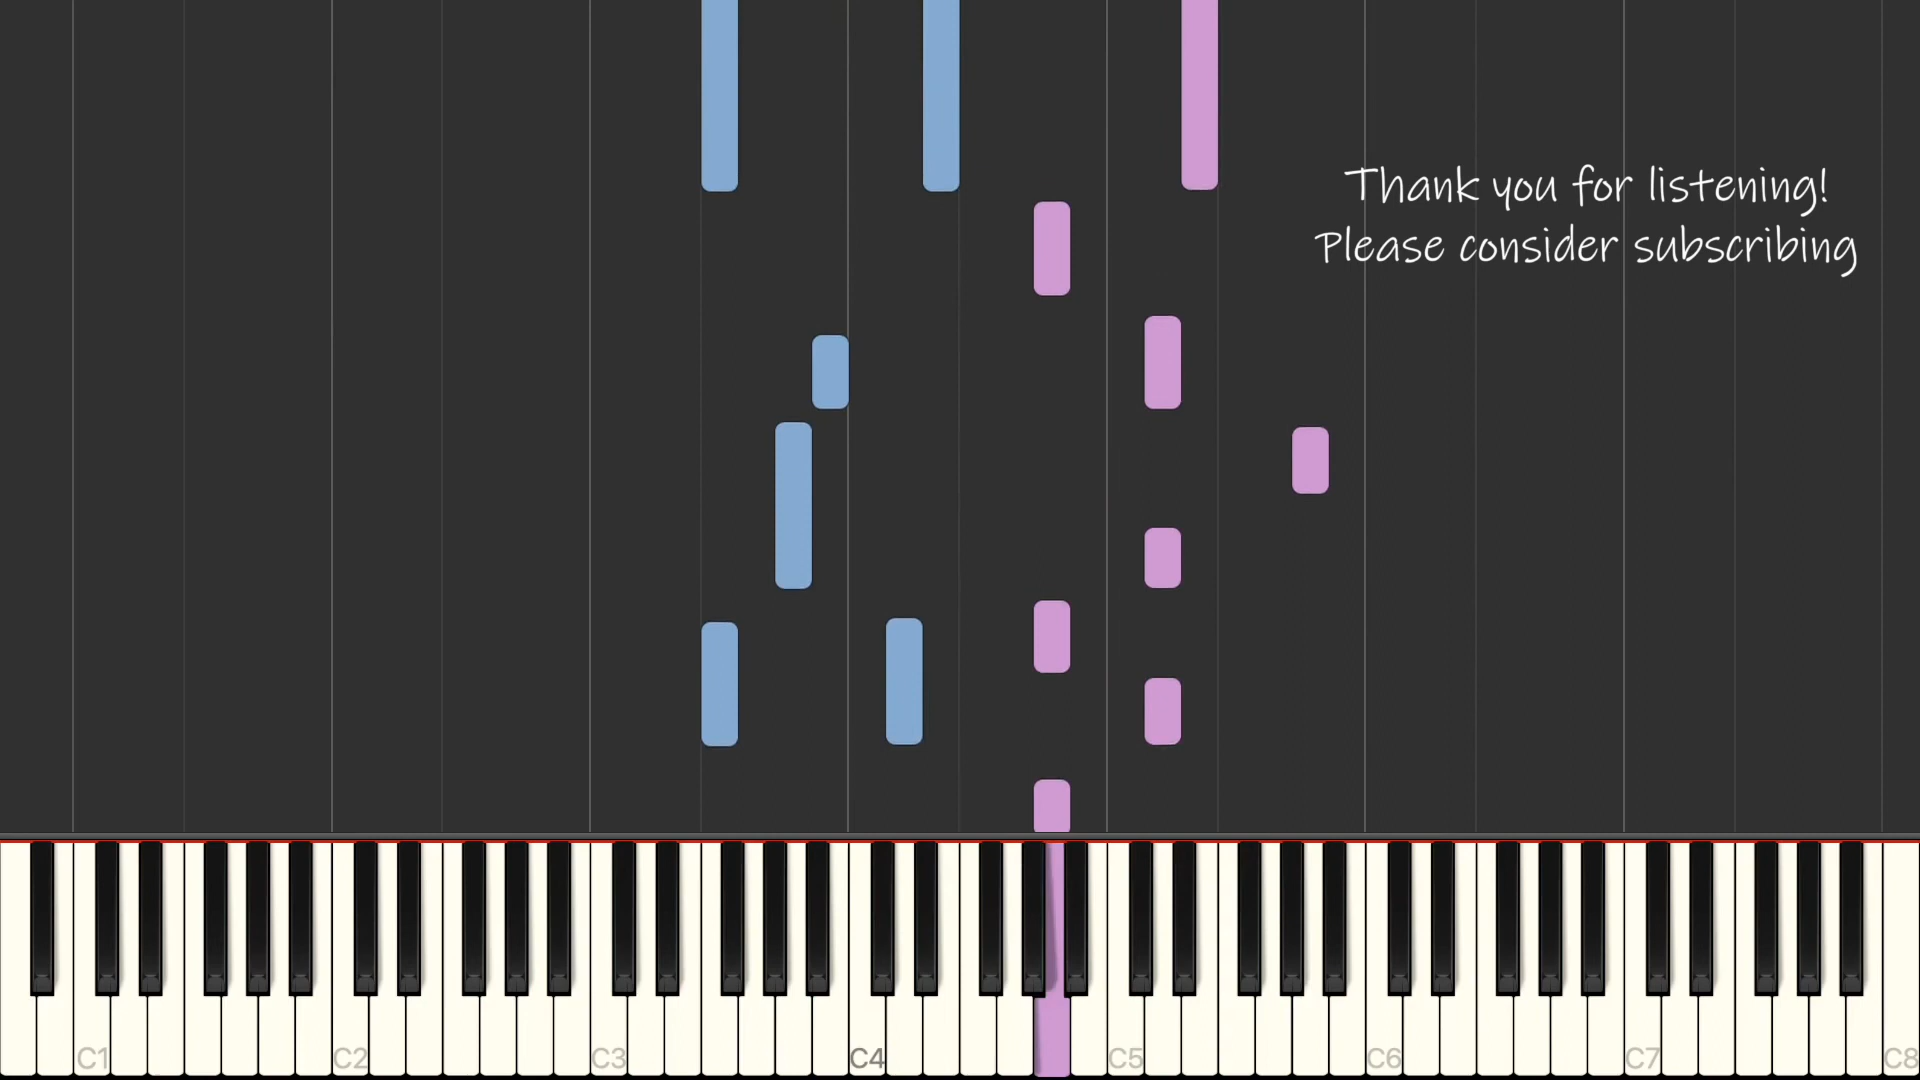 Thank you for listening!
Please consider subscribing
C1 C2 C3 C4 C5 C6 C7 C8